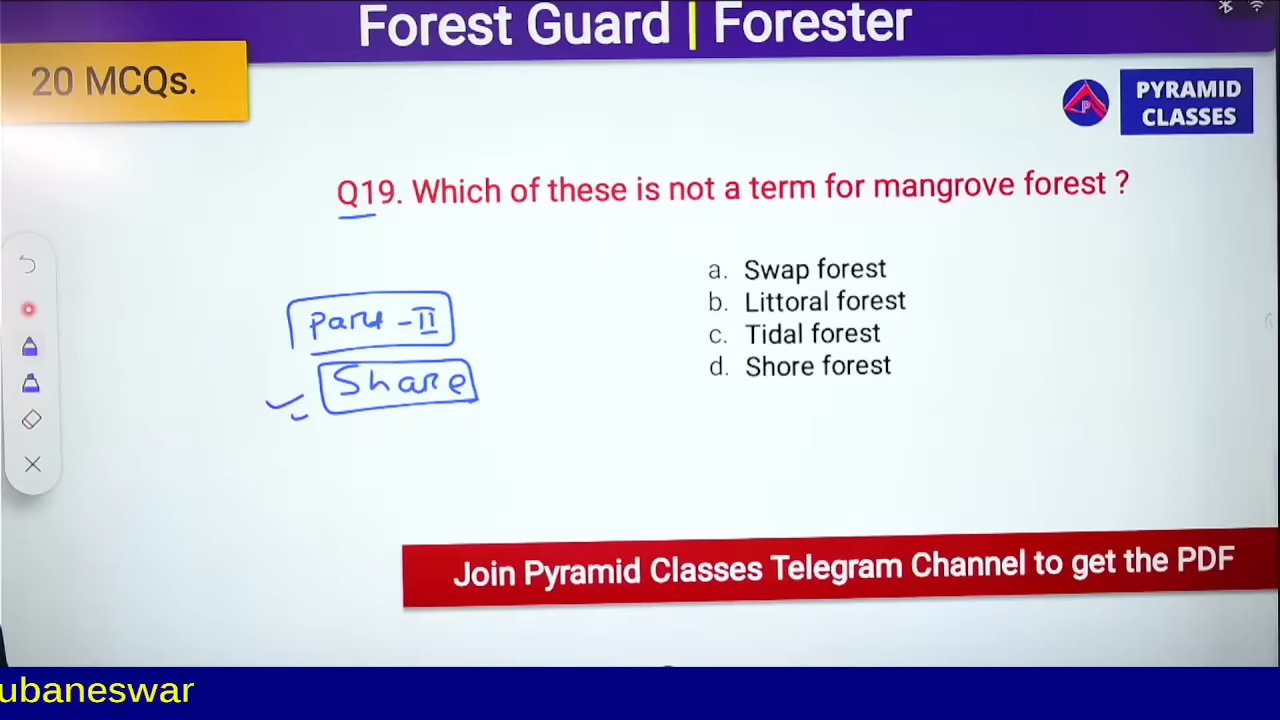 Forest Guard | Forester
20 MCQs.
PYRAMID
CLASSES
P
Q19. Which of these is not a term for mangrove forest ?
a. Swap forest
b. Littoral forest
c. Tidal forest
d. Shore forest
Part - II
Share
Join Pyramid Classes Telegram Channel to get the PDF
ubaneswar